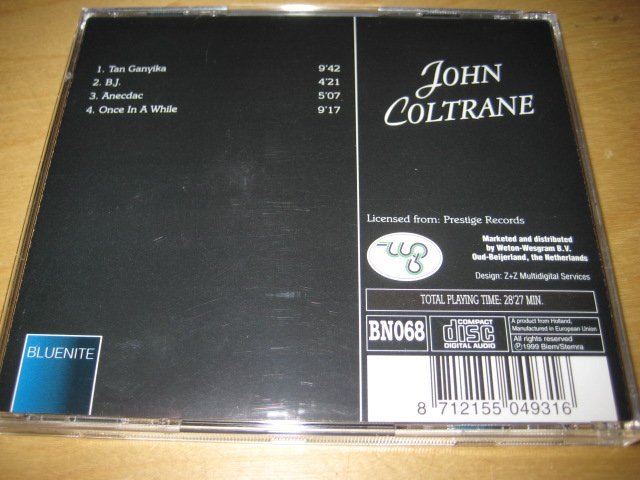 1. Tan Ganyika 9'42
2. B.J. 4'21
3. Anecdac 5'07
4. Once In A While 9'17
JOHN
COLTRANE
Licensed from: Prestige Records
Marketed and distributed
by Weton-Wesgram B.V.
Oud-Beijerland, the Netherlands
Design: Z+Z Multidigital Services
TOTAL PLAYING TIME: 28'27 MIN.
BN068
COMPACT
disc
DIGITAL AUDIO
A product from Holland,
Manufactured in European Union
All rights reserved
℗1999 Biem/Stemra
BLUENITE
8 712155 049316